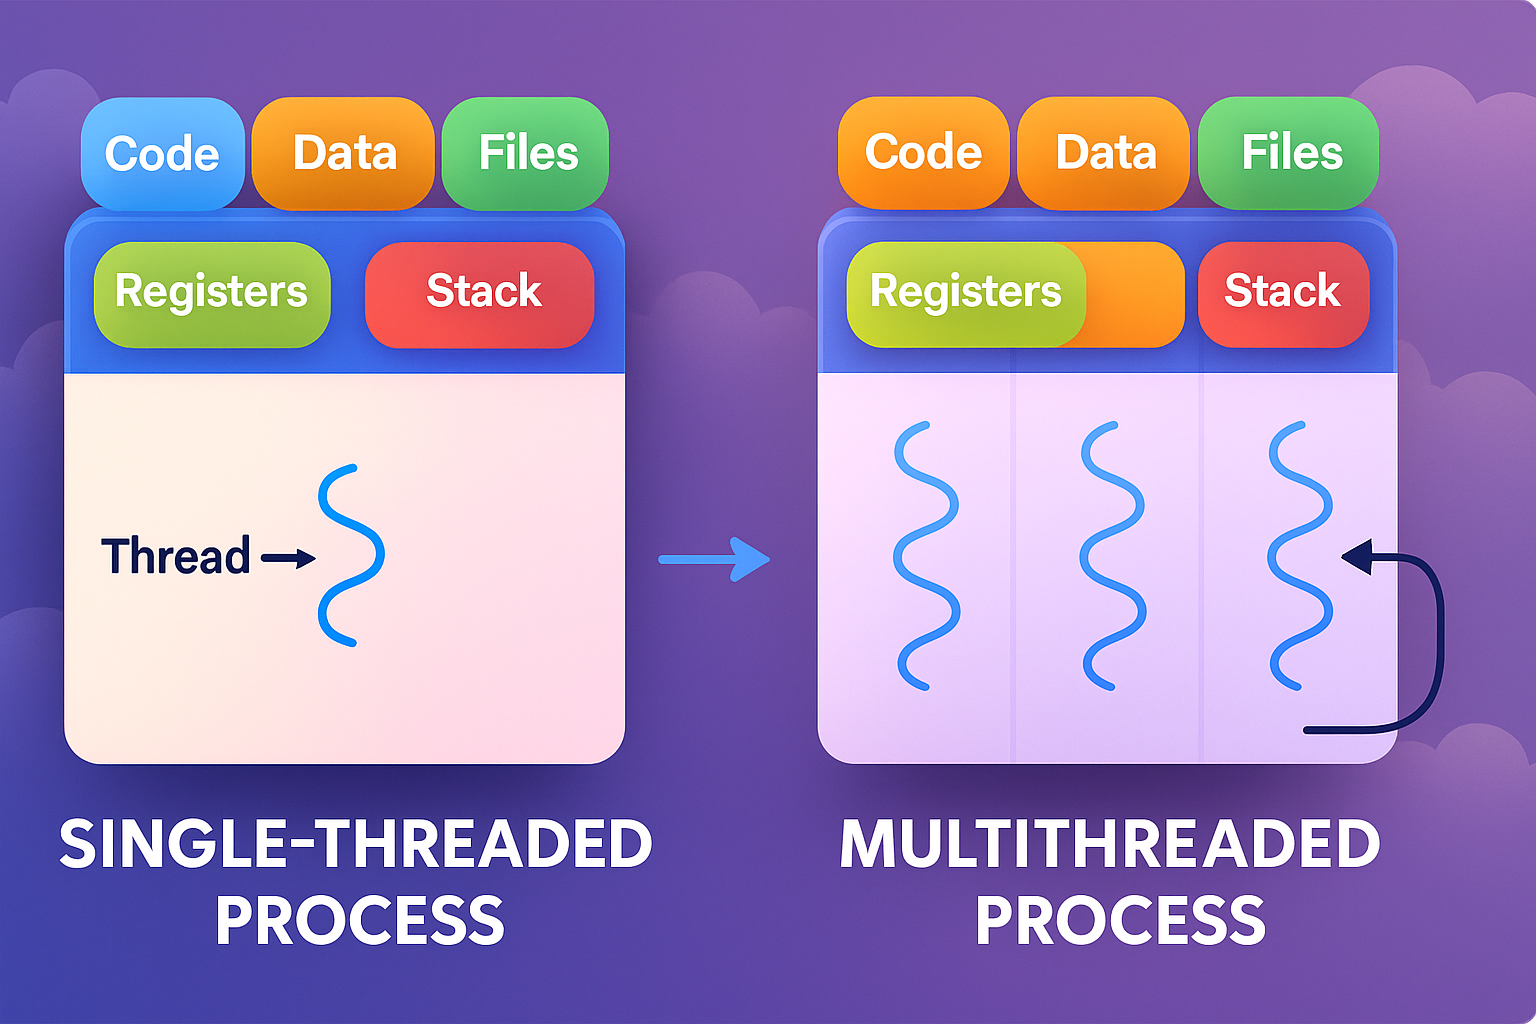 Code Data Files
Registers Stack
Thread
SINGLE-THREADED
PROCESS
Code Data Files
Registers Stack
MULTITHREADED
PROCESS